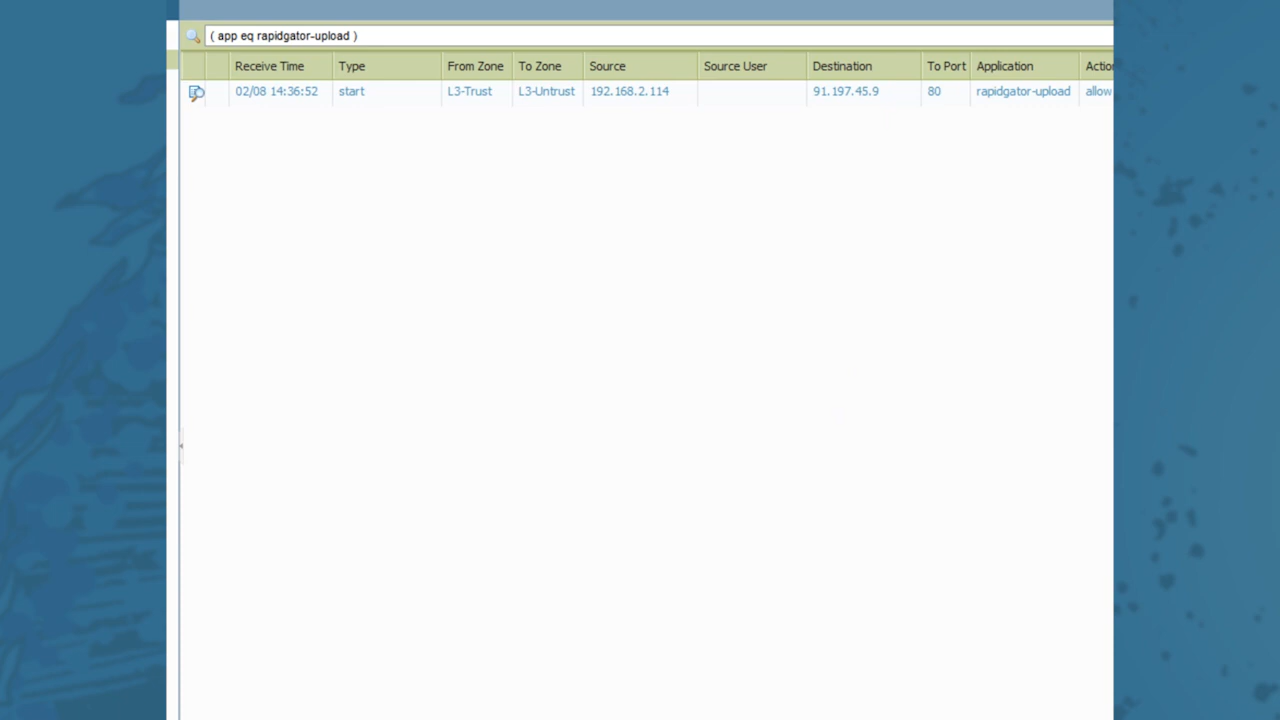 ( app eq rapidgator-upload )
Receive Time Type From Zone To Zone Source Source User Destination To Port Application Action
02/08 14:36:52 start L3-Trust L3-Untrust 192.168.2.114 91.197.45.9 80 rapidgator-upload allow